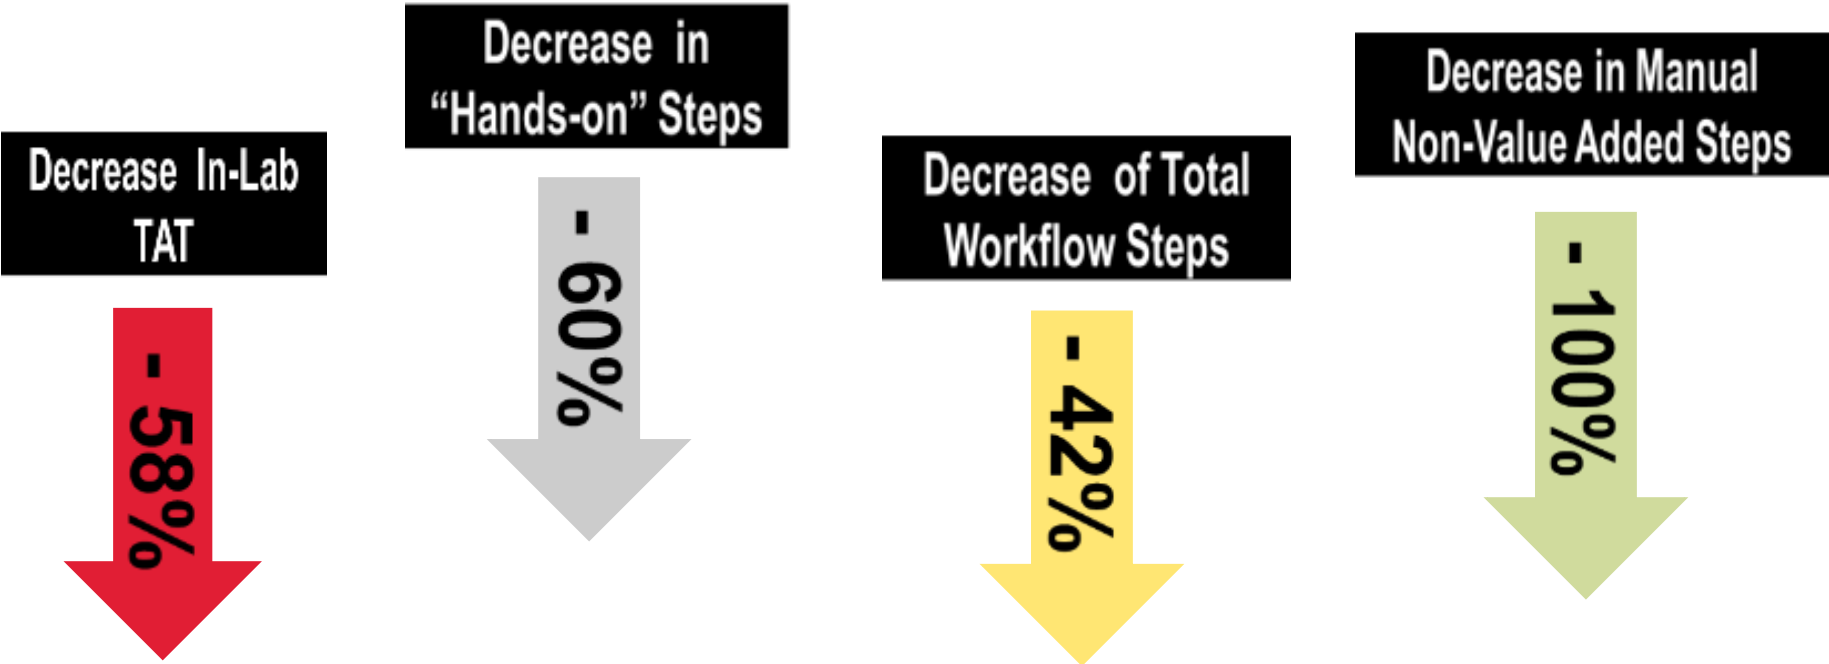 Decrease In-Lab
TAT
- 58%
Decrease in
“Hands-on” Steps
- 60%
Decrease of Total
Workflow Steps
- 42%
Decrease in Manual
Non-Value Added Steps
- 100%